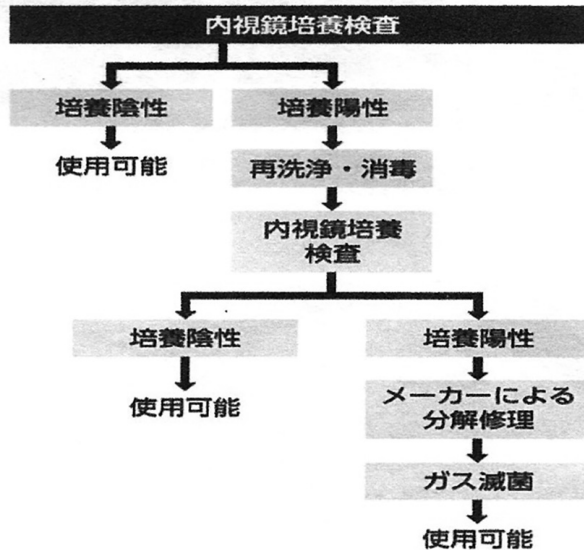 内視鏡培養検査
培養陰性
培養陽性
使用可能
再洗浄・消毒
内視鏡培養
検査
培養陰性
培養陽性
使用可能
メーカーによる
分解修理
ガス滅菌
使用可能